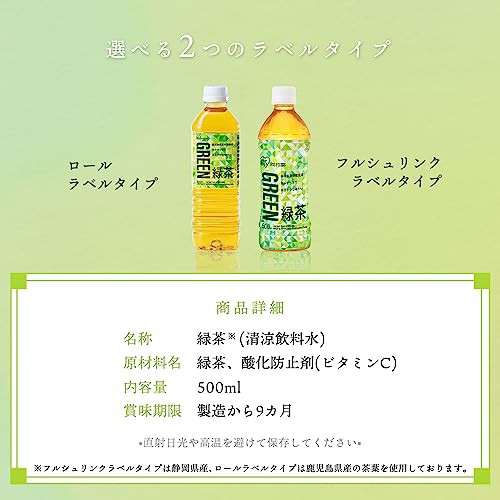 選べる2つのラベルタイプ
ロール
ラベルタイプ
フルシュリンク
ラベルタイプ
GREEN
緑茶
GREEN
緑茶
商品詳細
名称 緑茶※(清涼飲料水)
原材料名 緑茶、酸化防止剤(ビタミンC)
内容量 500ml
賞味期限 製造から9カ月
*直射日光や高温を避けて保存してください*
※フルシュリンクラベルタイプは静岡県産、ロールラベルタイプは鹿児島県産の茶葉を使用しております。